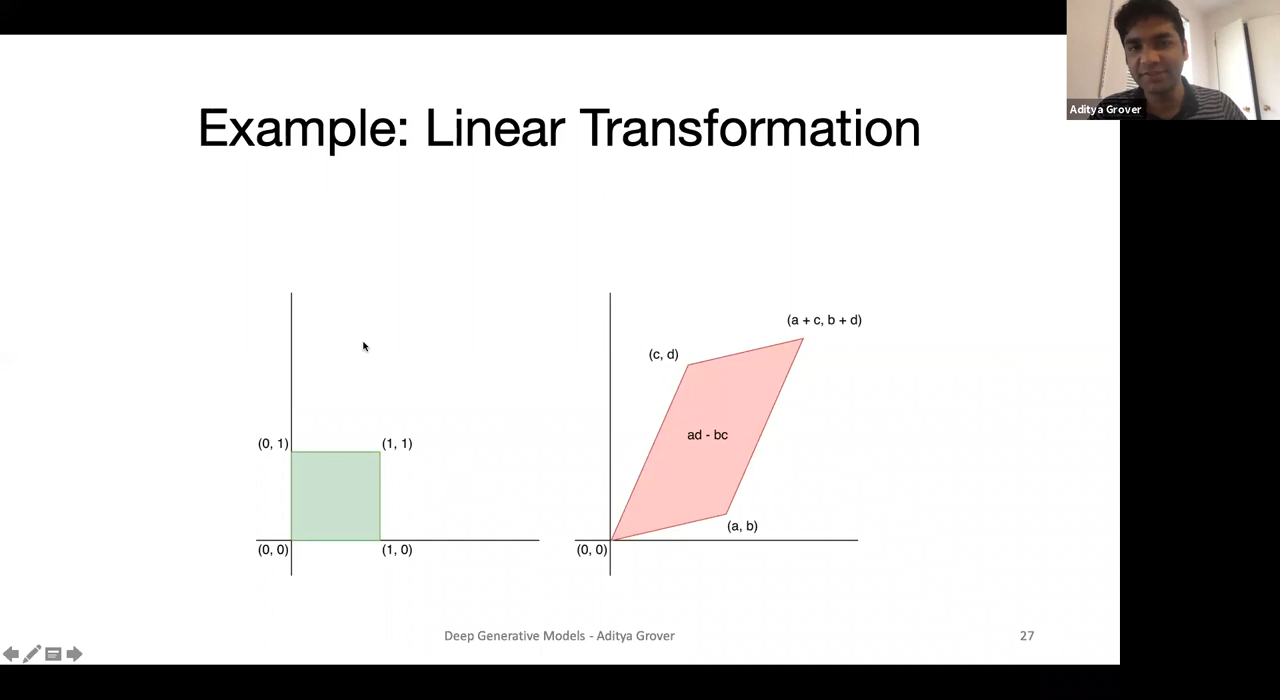 Aditya Grover
Example: Linear Transformation
(a + c, b + d)
(c, d)
ad - bc
(0, 1)
(1, 1)
(a, b)
(0, 0)
(1, 0)
(0, 0)
Deep Generative Models - Aditya Grover
27